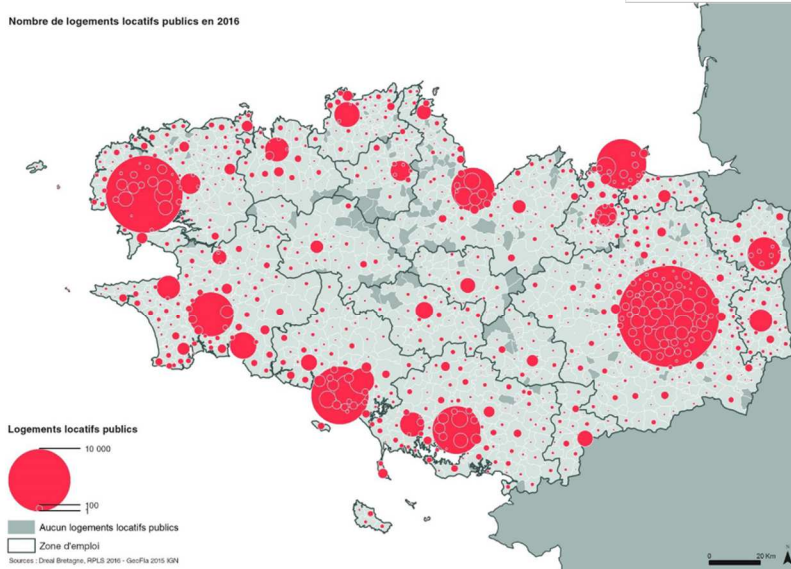 Nombre de logements locatifs publics en 2016
Logements locatifs publics
10 000
100
1
Aucun logements locatifs publics
Zone d'emploi
Sources : Dreal Bretagne, RPLS 2016 - GeoFla 2015 IGN
0 20 Km